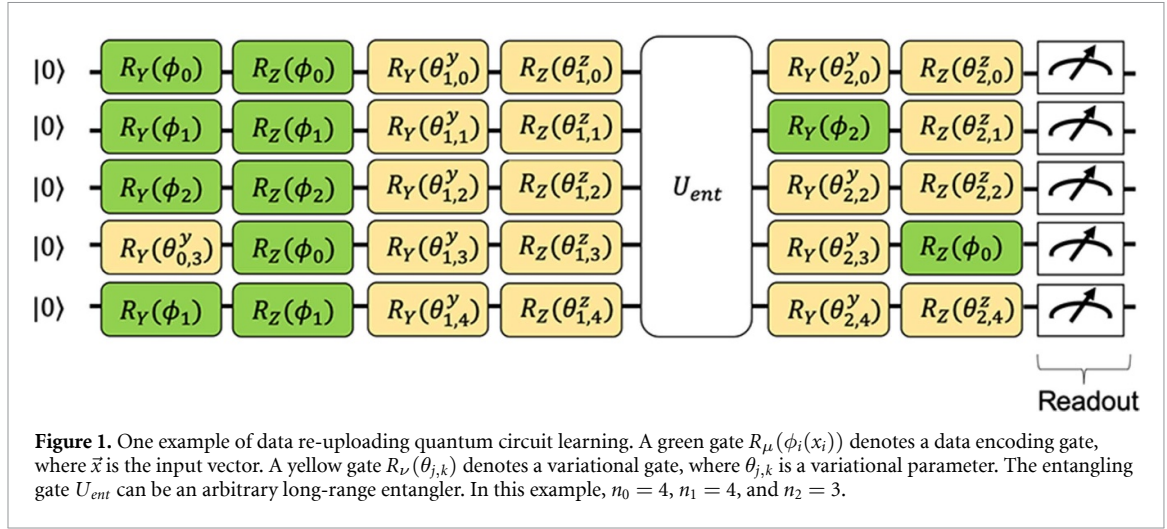 |0⟩ R_Y(ϕ_0) R_Z(ϕ_0) R_Y(θ^y_{1,0}) R_Z(θ^z_{1,0}) R_Y(θ^y_{2,0}) R_Z(θ^z_{2,0})
|0⟩ R_Y(ϕ_1) R_Z(ϕ_1) R_Y(θ^y_{1,1}) R_Z(θ^z_{1,1}) R_Y(ϕ_2) R_Z(θ^z_{2,1})
|0⟩ R_Y(ϕ_2) R_Z(ϕ_2) R_Y(θ^y_{1,2}) R_Z(θ^z_{1,2}) U_{ent} R_Y(θ^y_{2,2}) R_Z(θ^z_{2,2})
|0⟩ R_Y(θ^y_{0,3}) R_Z(ϕ_0) R_Y(θ^y_{1,3}) R_Z(θ^z_{1,3}) R_Y(θ^y_{2,3}) R_Z(ϕ_0)
|0⟩ R_Y(ϕ_1) R_Z(ϕ_1) R_Y(θ^y_{1,4}) R_Z(θ^z_{1,4}) R_Y(θ^y_{2,4}) R_Z(θ^z_{2,4})
Readout
Figure 1. One example of data re-uploading quantum circuit learning. A green gate R_μ(ϕ_i(x_i)) denotes a data encoding gate,
where x⃗ is the input vector. A yellow gate R_ν(θ_{j,k}) denotes a variational gate, where θ_{j,k} is a variational parameter. The entangling
gate U_{ent} can be an arbitrary long-range entangler. In this example, n_0 = 4, n_1 = 4, and n_2 = 3.